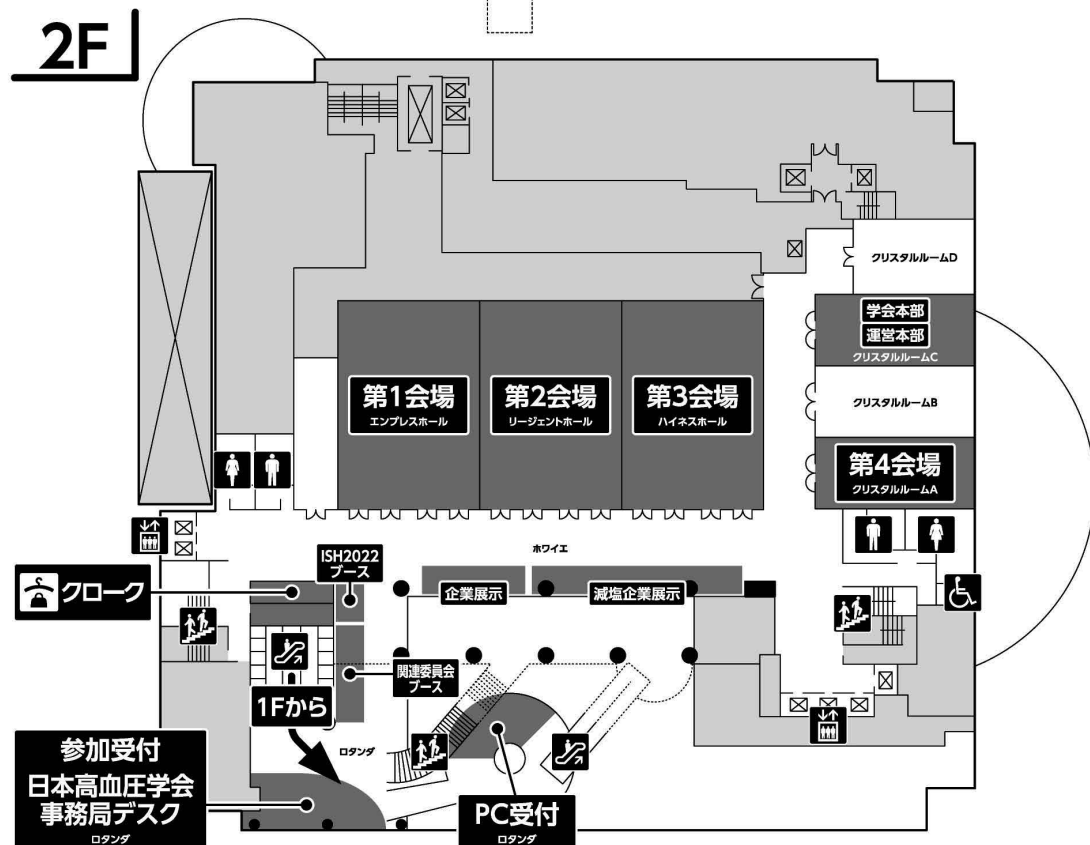 2F
クリスタルルームD
学会本部
運営本部
クリスタルルームC
第1会場
エンプレスホール
第2会場
リージェントホール
第3会場
ハイネスホール
クリスタルルームB
第4会場
クリスタルルームA
ホワイエ
ISH2022
ブース
クローク
企業展示
減塩企業展示
関連委員会
ブース
1Fから
ロタンダ
参加受付
日本高血圧学会
事務局デスク
ロタンダ
PC受付
ロタンダ